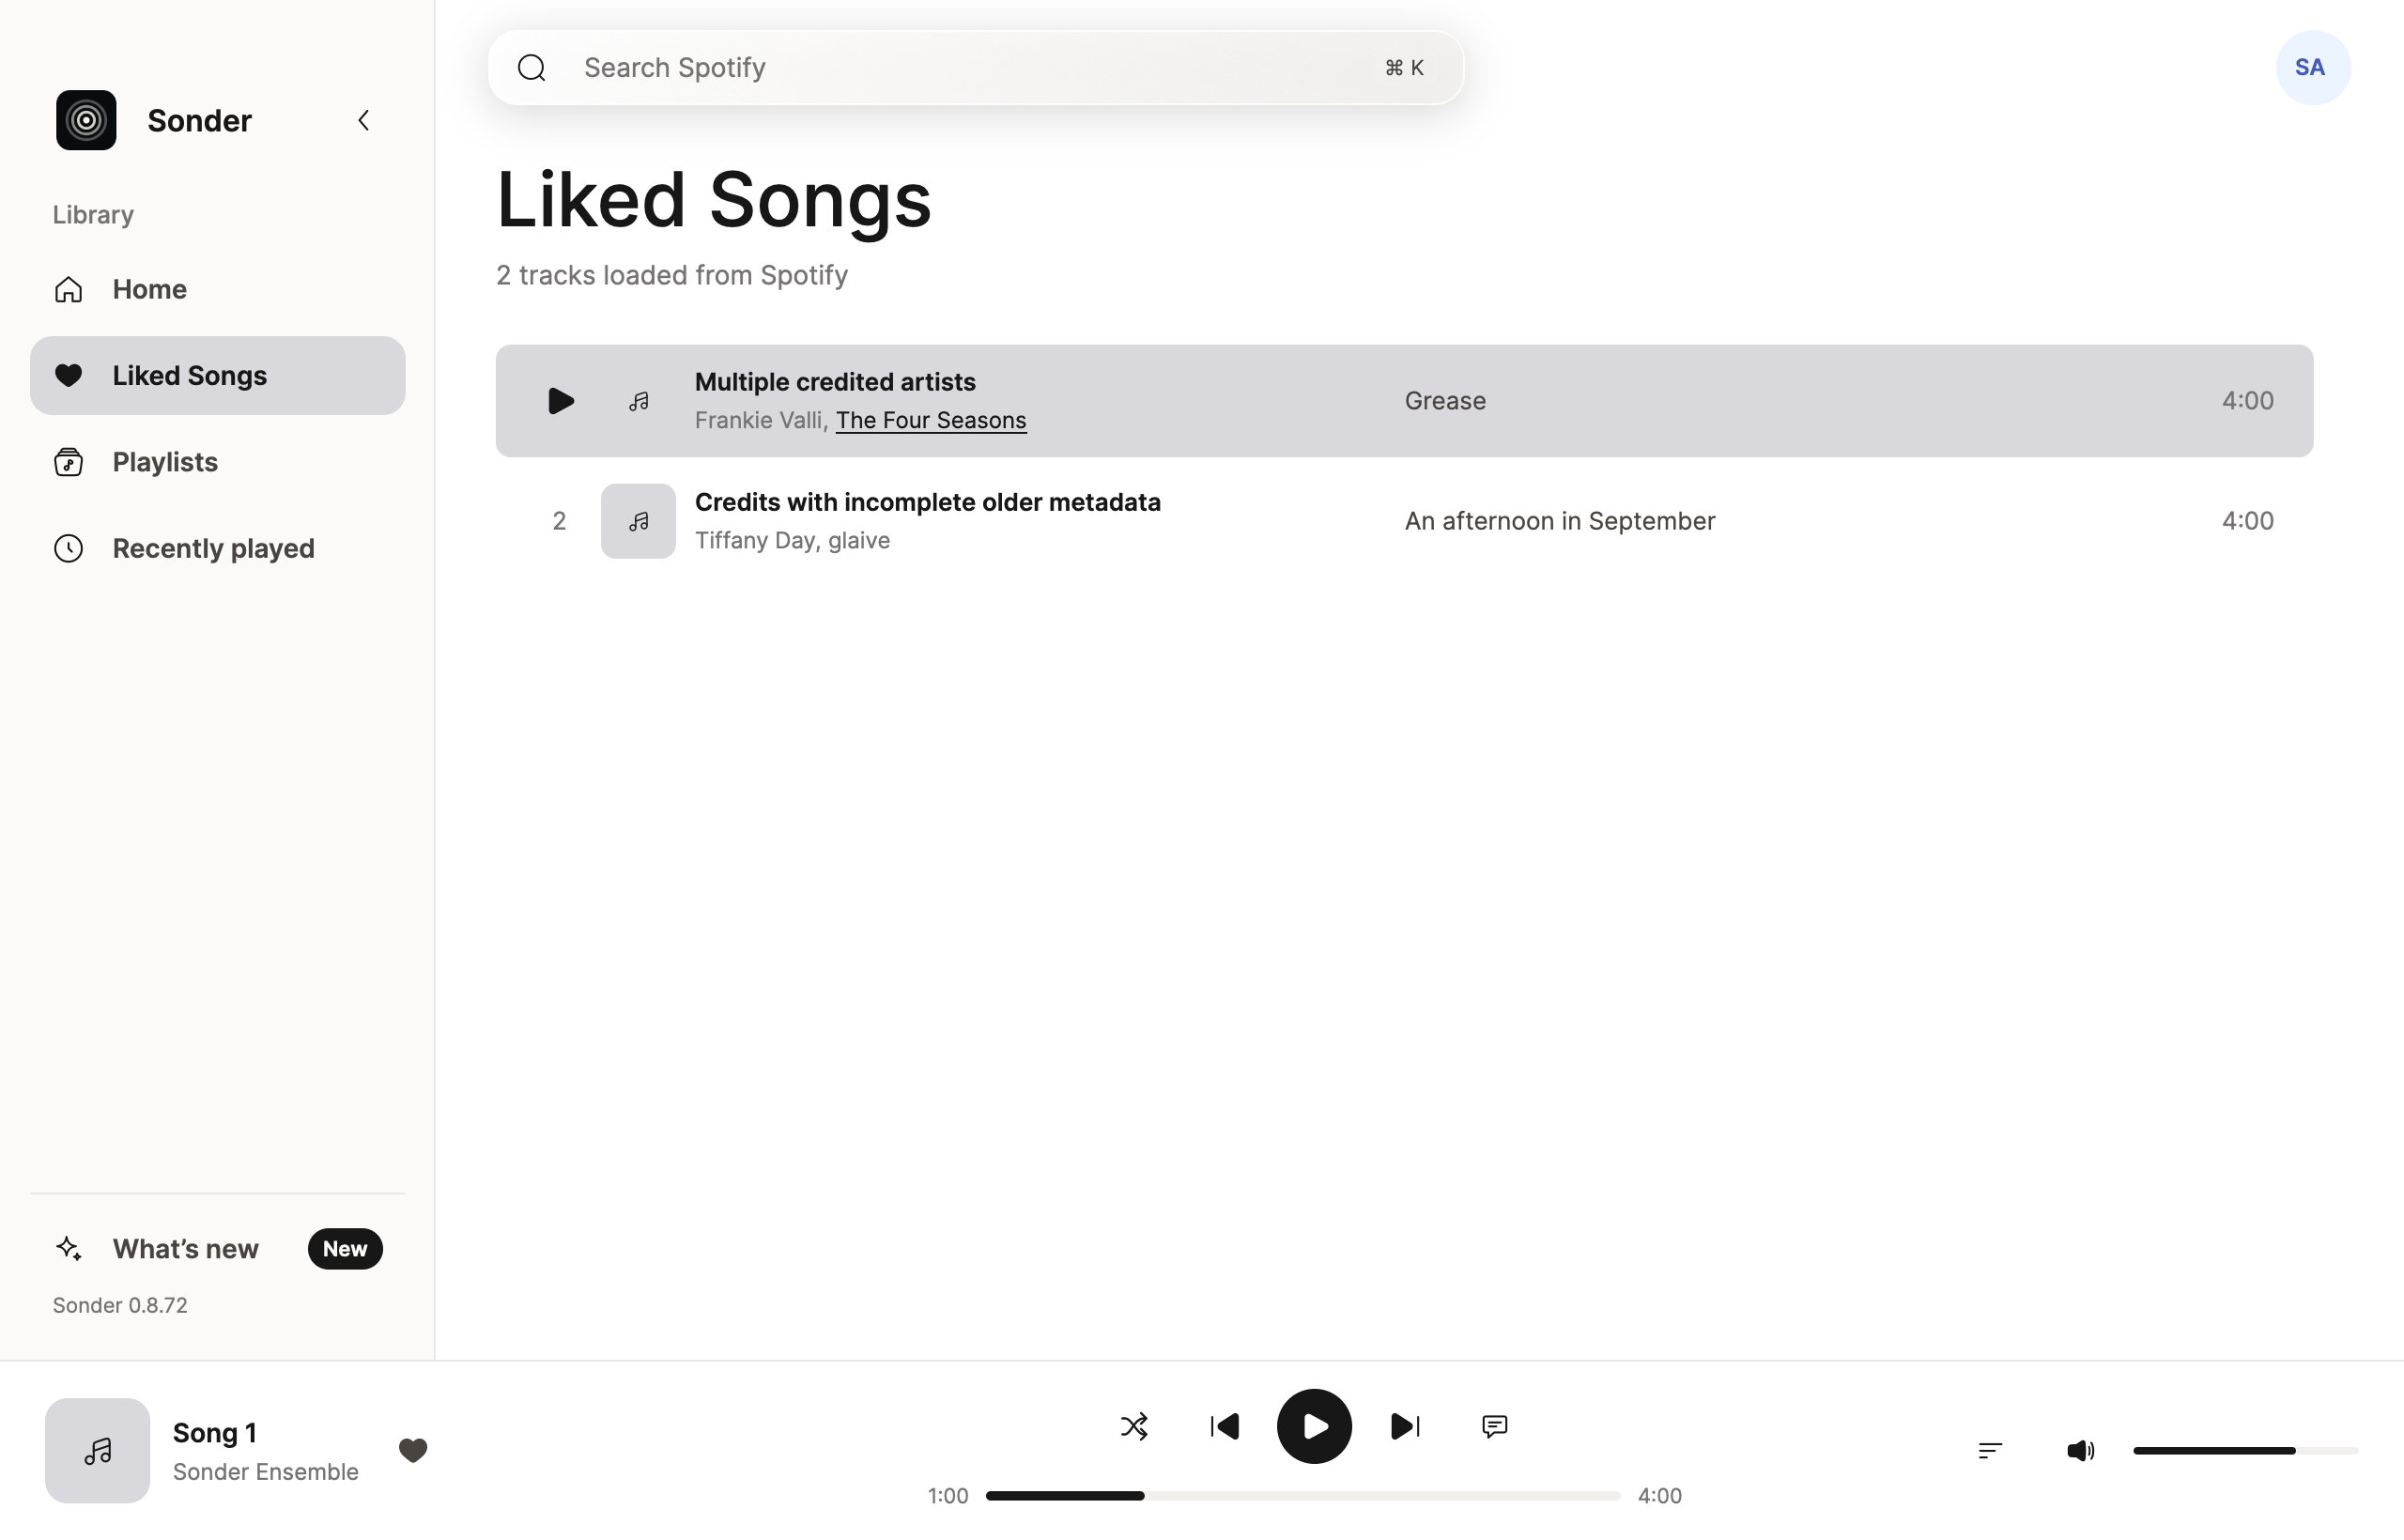 Search Spotify
⌘ K
SA
Sonder
Library
Home
Liked Songs
Playlists
Recently played
Liked Songs
2 tracks loaded from Spotify
Multiple credited artists
Frankie Valli, The Four Seasons
Grease
4:00
2
Credits with incomplete older metadata
Tiffany Day, glaive
An afternoon in September
4:00
What’s new
New
Sonder 0.8.72
Song 1
Sonder Ensemble
1:00
4:00